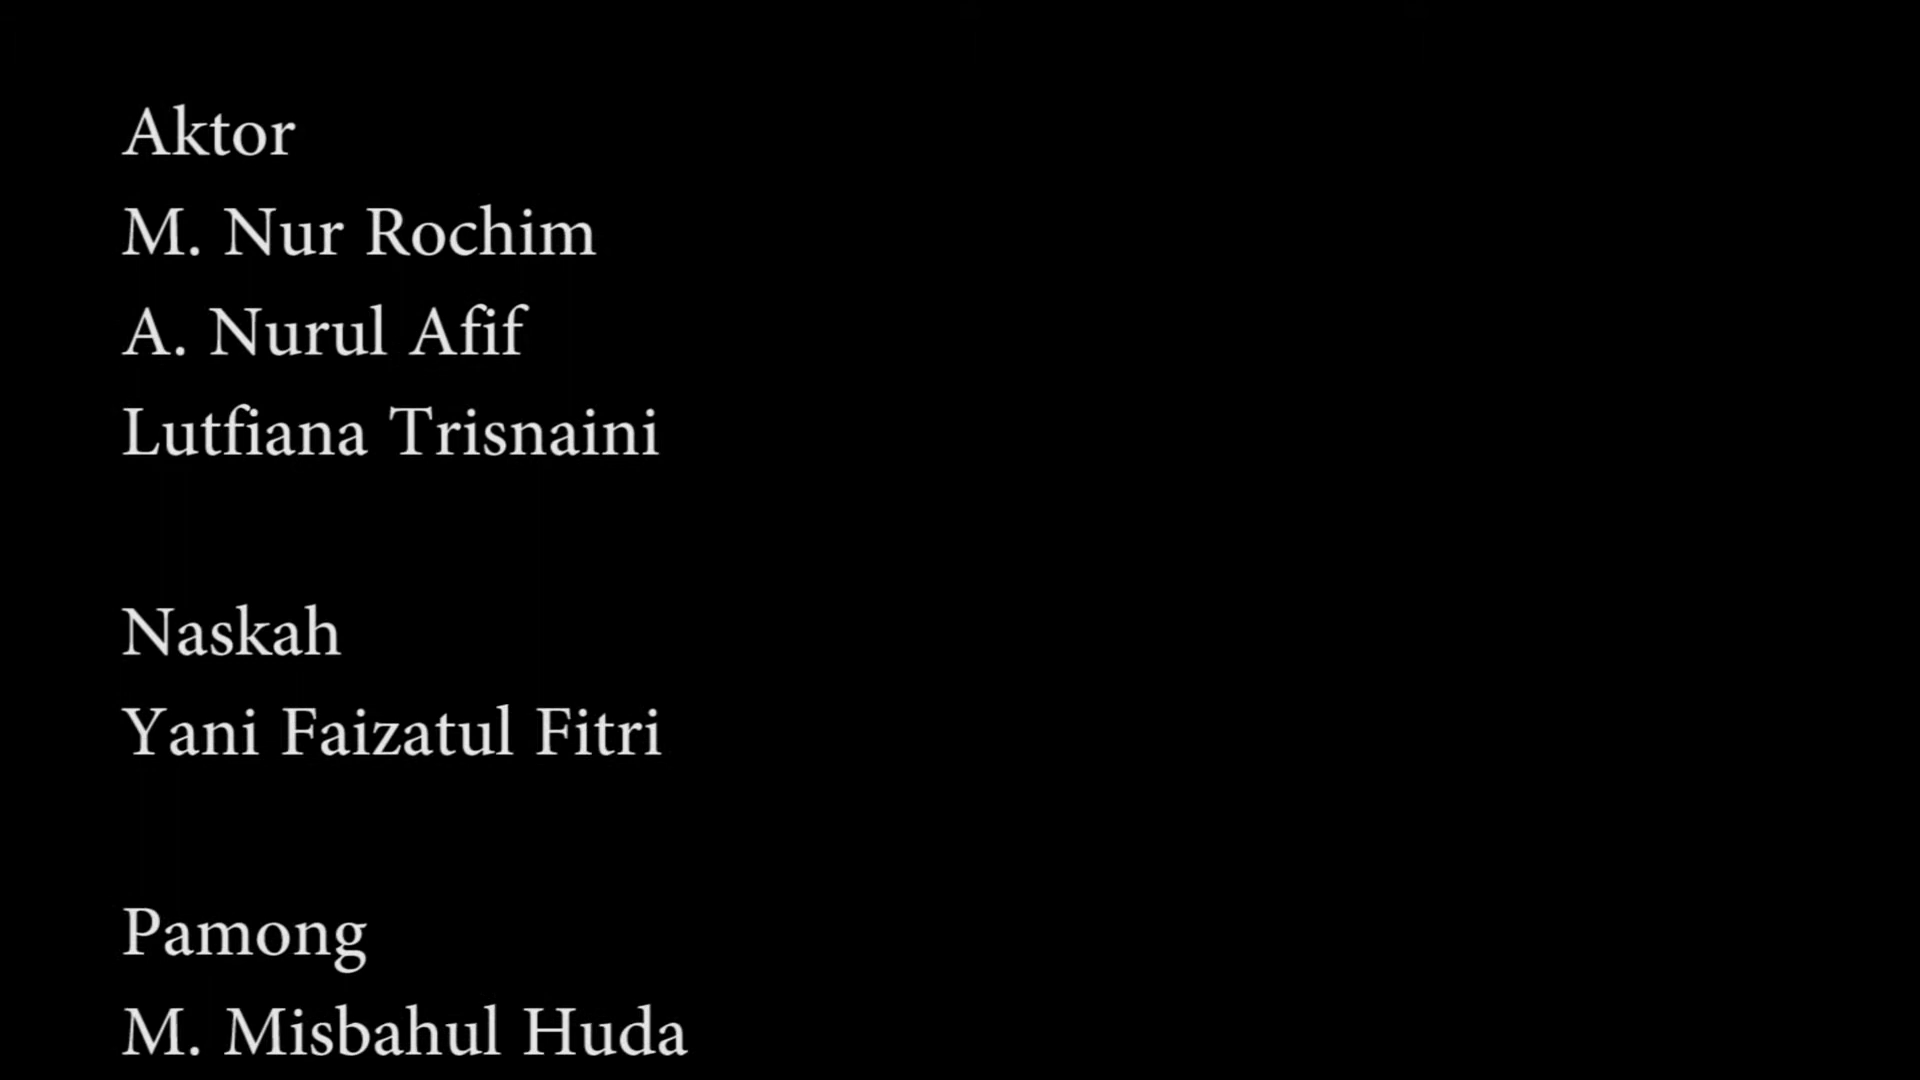 Aktor
M. Nur Rochim
A. Nurul Afif
Lutfiana Trisnaini
Naskah
Yani Faizatul Fitri
Pamong
M. Misbahul Huda